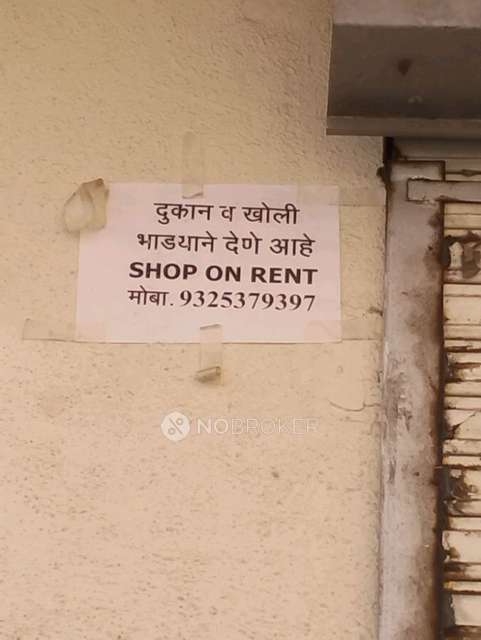 दुकान व खोली
भाडयाने देणे आहे
SHOP ON RENT
मोबा. 9325379397
NOBROKER